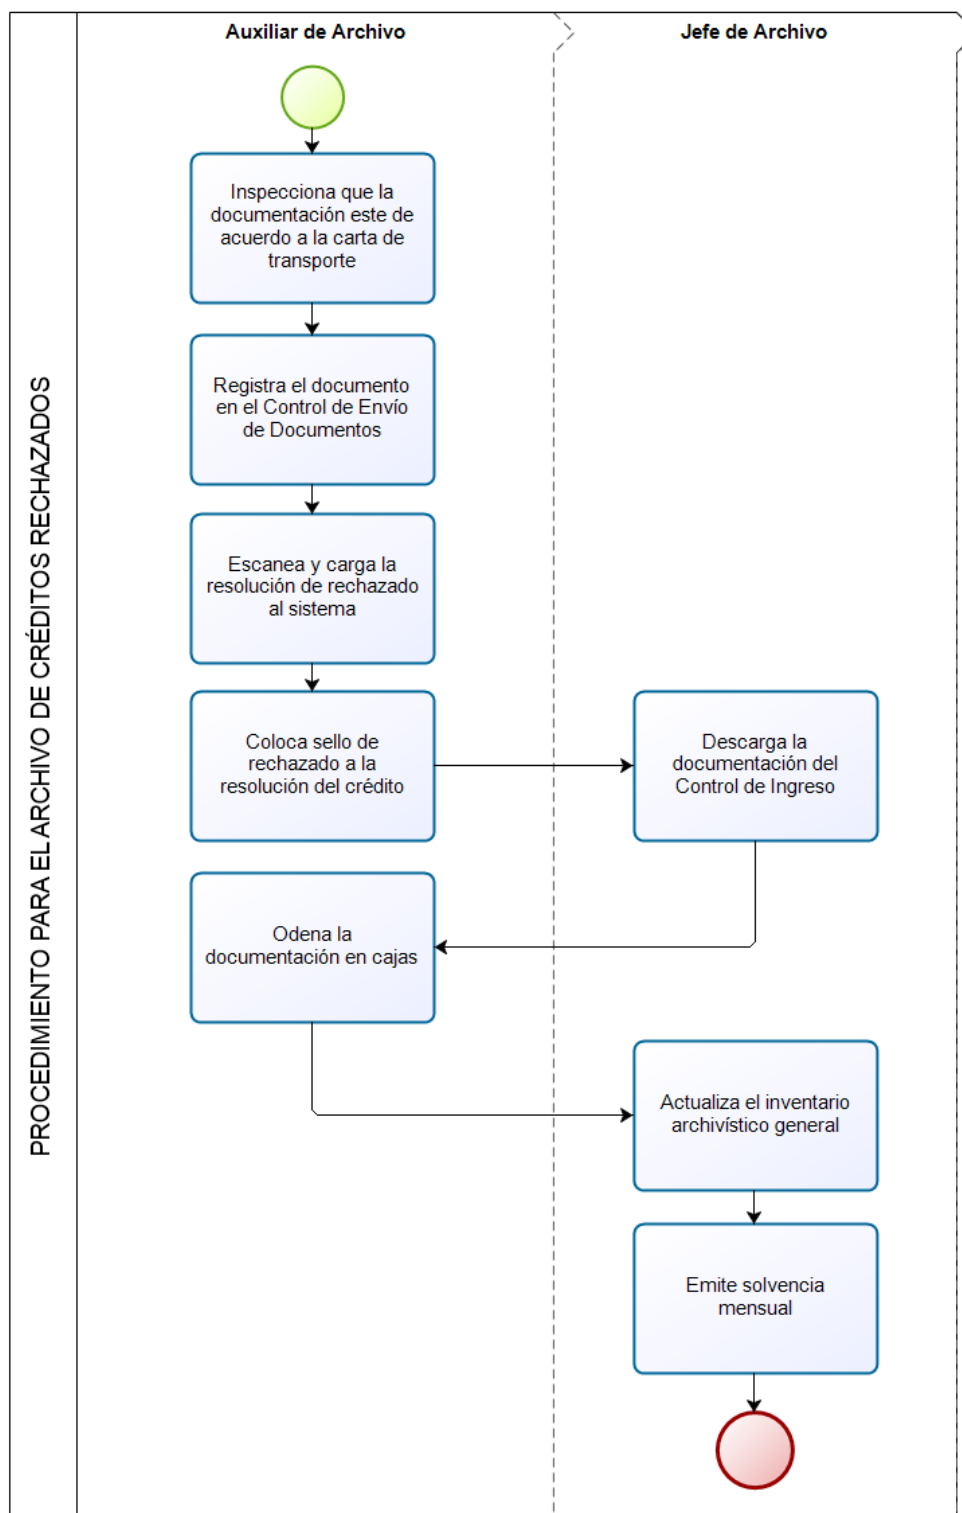 PROCEDIMIENTO PARA EL ARCHIVO DE CRÉDITOS RECHAZADOS
Auxiliar de Archivo
Jefe de Archivo
Inspecciona que la
documentación este de
acuerdo a la carta de
transporte
Registra el documento
en el Control de Envío
de Documentos
Escanea y carga la
resolución de rechazado
al sistema
Coloca sello de
rechazado a la
resolución del crédito
Descarga la
documentación del
Control de Ingreso
Odena la
documentación en cajas
Actualiza el inventario
archivístico general
Emite solvencia
mensual